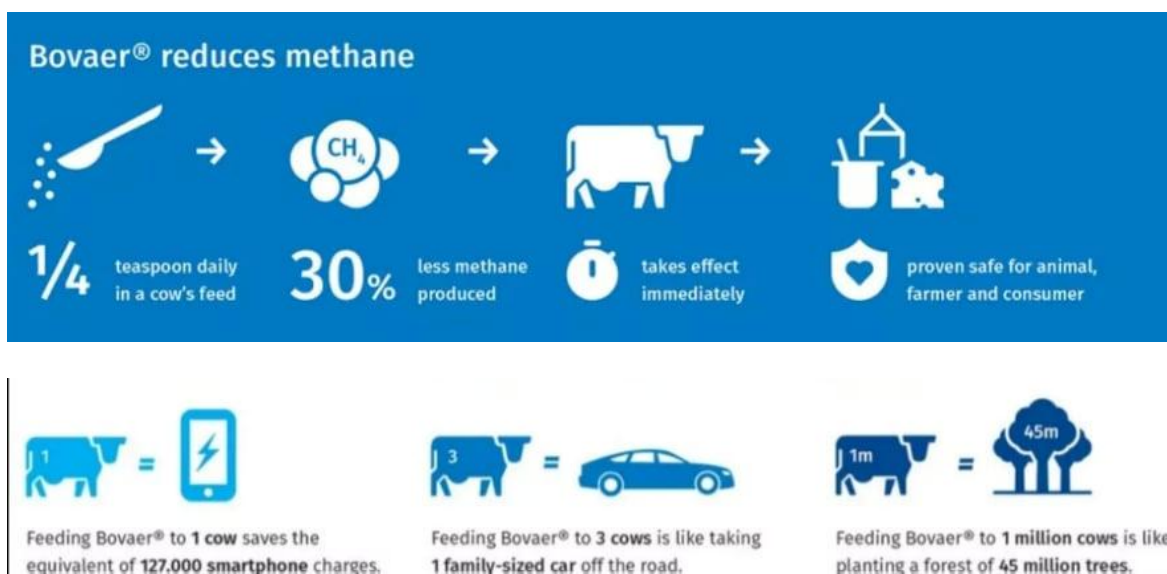 Bovaer® reduces methane
CH₄
1/4
teaspoon daily
in a cow's feed
30%
less methane
produced
takes effect
immediately
proven safe for animal,
farmer and consumer
1
=
Feeding Bovaer® to 1 cow saves the
equivalent of 127.000 smartphone charges.
3
=
Feeding Bovaer® to 3 cows is like taking
1 family-sized car off the road.
1m
=
45m
Feeding Bovaer® to 1 million cows is like
planting a forest of 45 million trees.